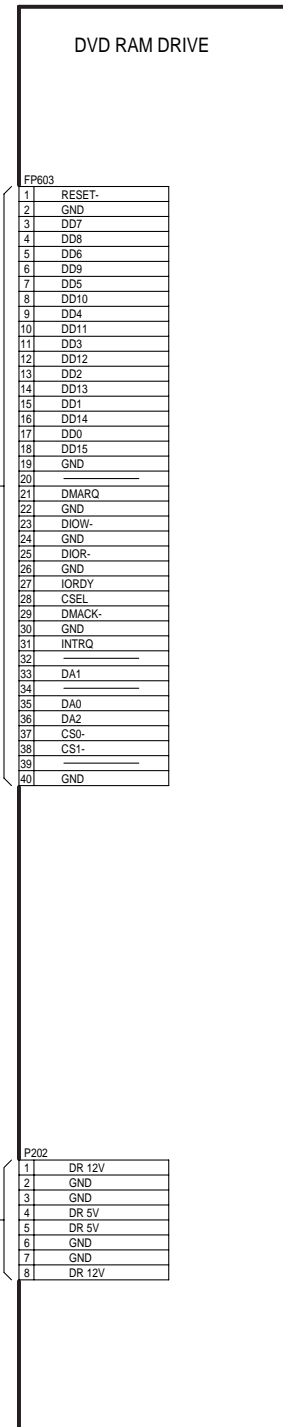 DVD RAM DRIVE
FP603
1 RESET-
2 GND
3 DD7
4 DD8
5 DD6
6 DD9
7 DD5
8 DD10
9 DD4
10 DD11
11 DD3
12 DD12
13 DD2
14 DD13
15 DD1
16 DD14
17 DD0
18 DD15
19 GND
20
21 DMARQ
22 GND
23 DIOW-
24 GND
25 DIOR-
26 GND
27 IORDY
28 CSEL
29 DMACK-
30 GND
31 INTRQ
32
33 DA1
34
35 DA0
36 DA2
37 CS0-
38 CS1-
39
40 GND
P202
1 DR 12V
2 GND
3 GND
4 DR 5V
5 DR 5V
6 GND
7 GND
8 DR 12V